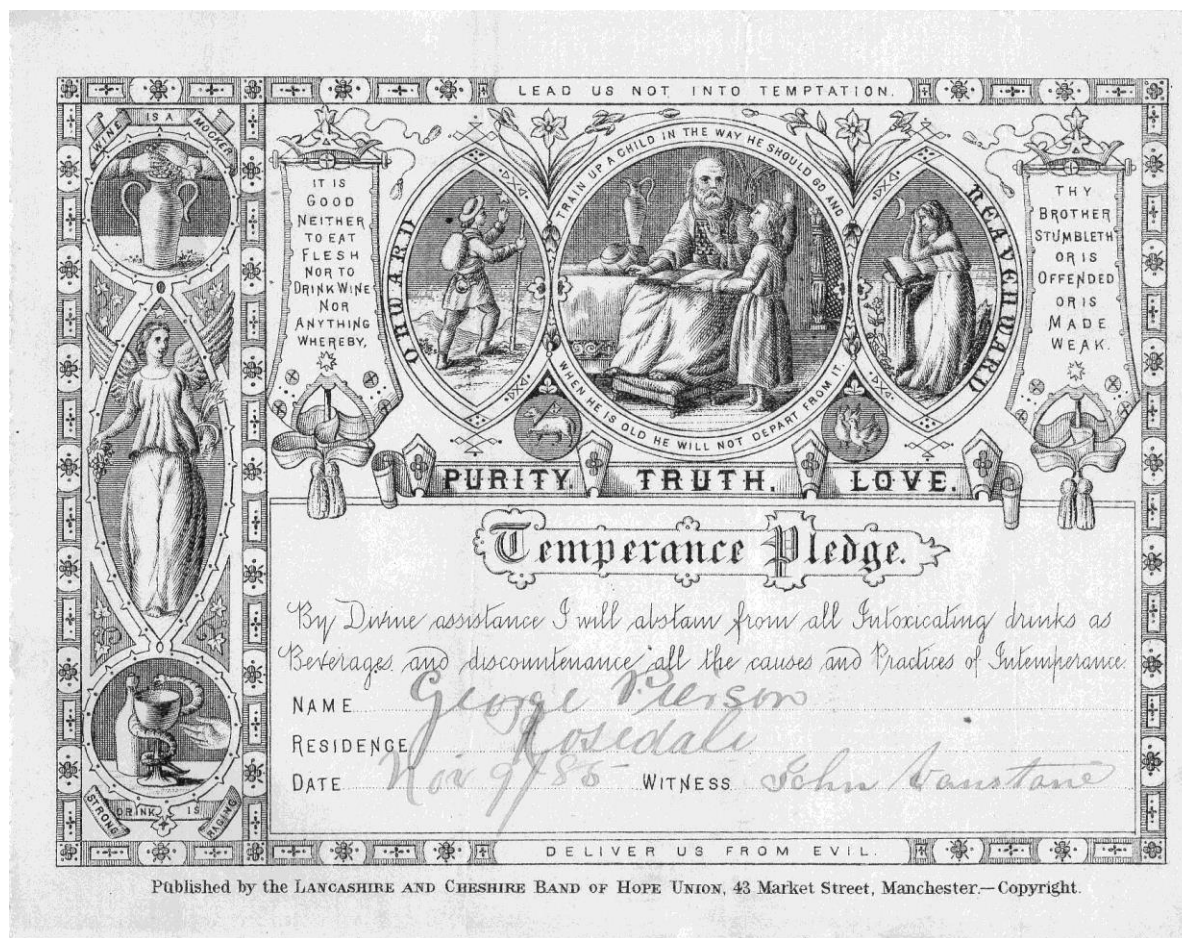 LEAD US NOT INTO TEMPTATION.
WINE IS A MOCKER
IT IS
GOOD
NEITHER
TO EAT
FLESH
NOR TO
DRINK WINE
NOR
ANYTHING
WHEREBY,
ONWARD
TRAIN UP A CHILD IN THE WAY HE SHOULD GO AND
WHEN HE IS OLD HE WILL NOT DEPART FROM IT.
HEAVENWARD
THY
BROTHER
STUMBLETH
OR IS
OFFENDED
OR IS
MADE
WEAK.
PURITY. TRUTH. LOVE.
Temperance Pledge.
By Divine assistance I will abstain from all Intoxicating drinks as
Beverages and discountenance all the causes and Practices of Intemperance.
NAME George Pierson
RESIDENCE Rosedale
DATE Nov 9/85 WITNESS John Vanstone
STRONG DRINK IS RAGING
DELIVER US FROM EVIL.
Published by the LANCASHIRE AND CHESHIRE BAND OF HOPE UNION, 43 Market Street, Manchester.—Copyright.